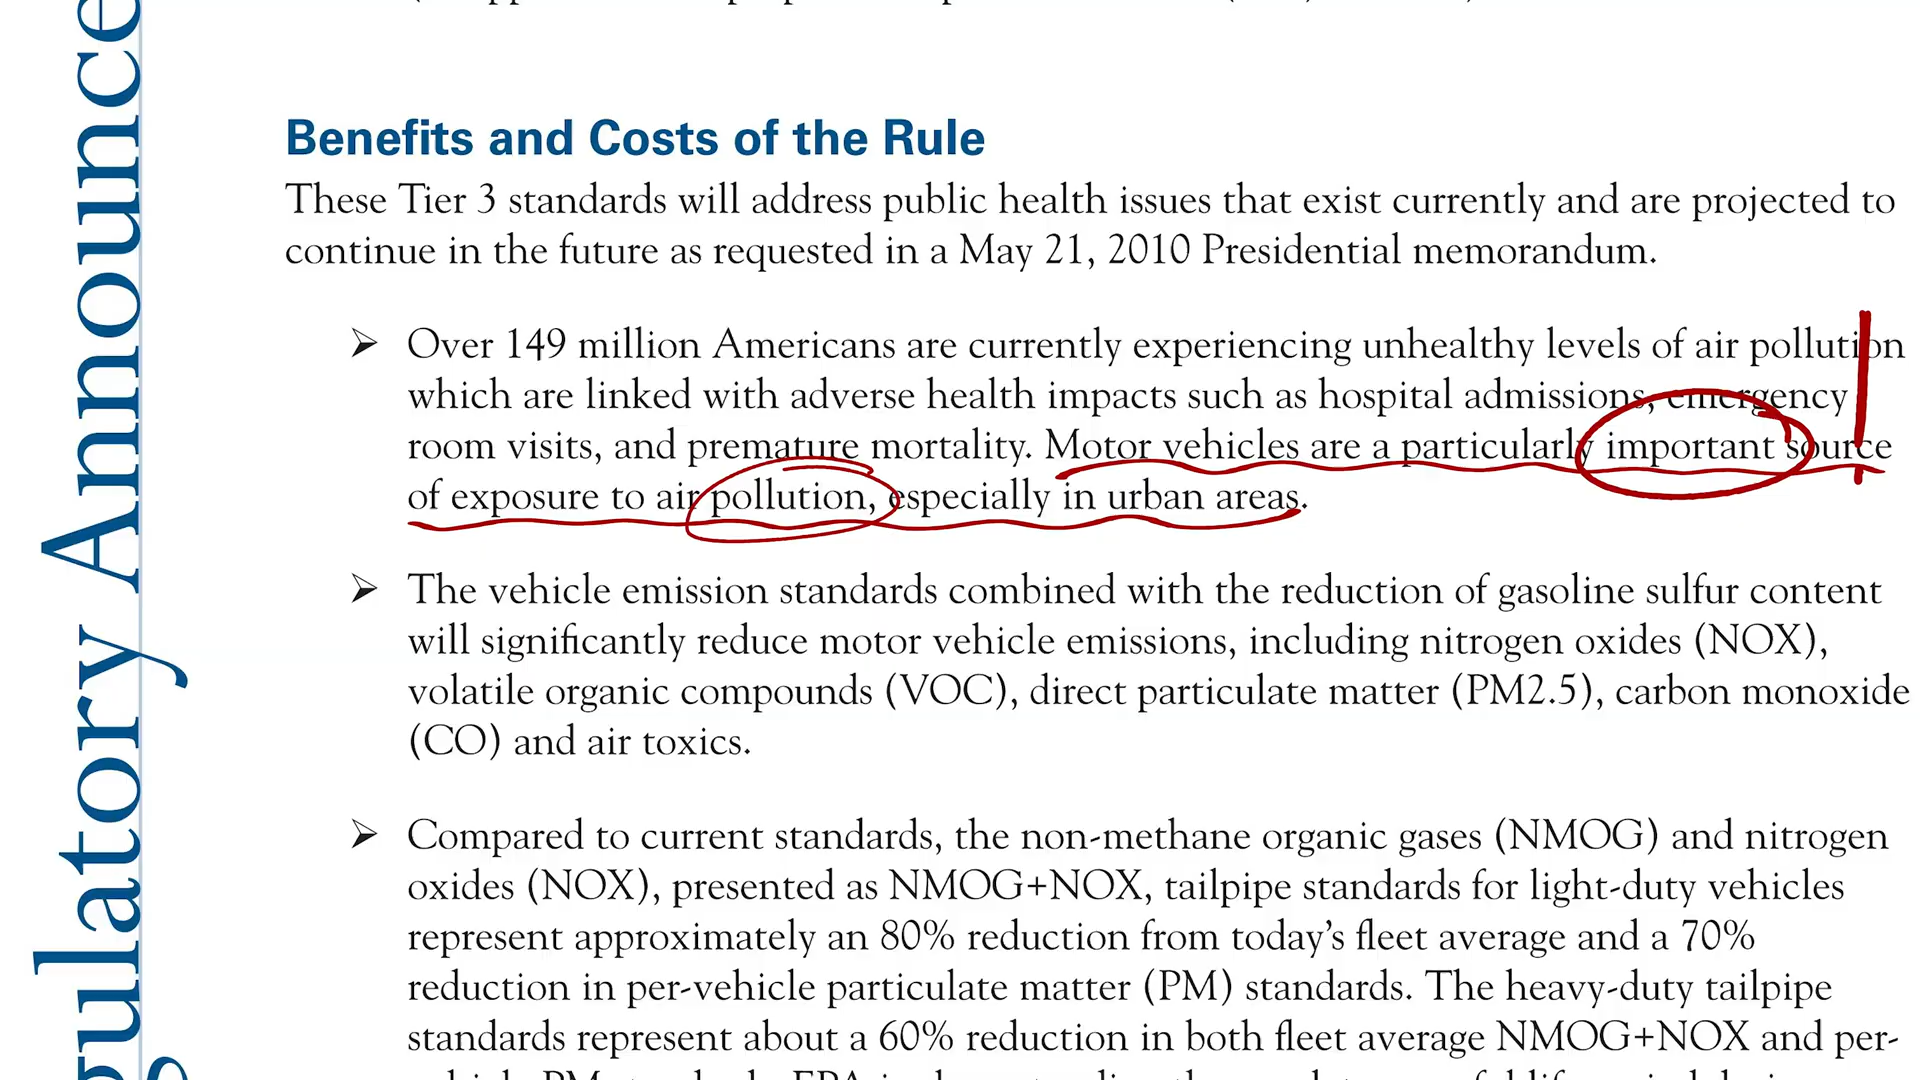 Benefits and Costs of the Rule
These Tier 3 standards will address public health issues that exist currently and are projected to
continue in the future as requested in a May 21, 2010 Presidential memorandum.
Over 149 million Americans are currently experiencing unhealthy levels of air pollution
which are linked with adverse health impacts such as hospital admissions, emergency
room visits, and premature mortality. Motor vehicles are a particularly important source
of exposure to air pollution, especially in urban areas.
The vehicle emission standards combined with the reduction of gasoline sulfur content
will significantly reduce motor vehicle emissions, including nitrogen oxides (NOX),
volatile organic compounds (VOC), direct particulate matter (PM2.5), carbon monoxide
(CO) and air toxics.
Compared to current standards, the non-methane organic gases (NMOG) and nitrogen
oxides (NOX), presented as NMOG+NOX, tailpipe standards for light-duty vehicles
represent approximately an 80% reduction from today's fleet average and a 70%
reduction in per-vehicle particulate matter (PM) standards. The heavy-duty tailpipe
standards represent about a 60% reduction in both fleet average NMOG+NOX and per-
gulatory Announce